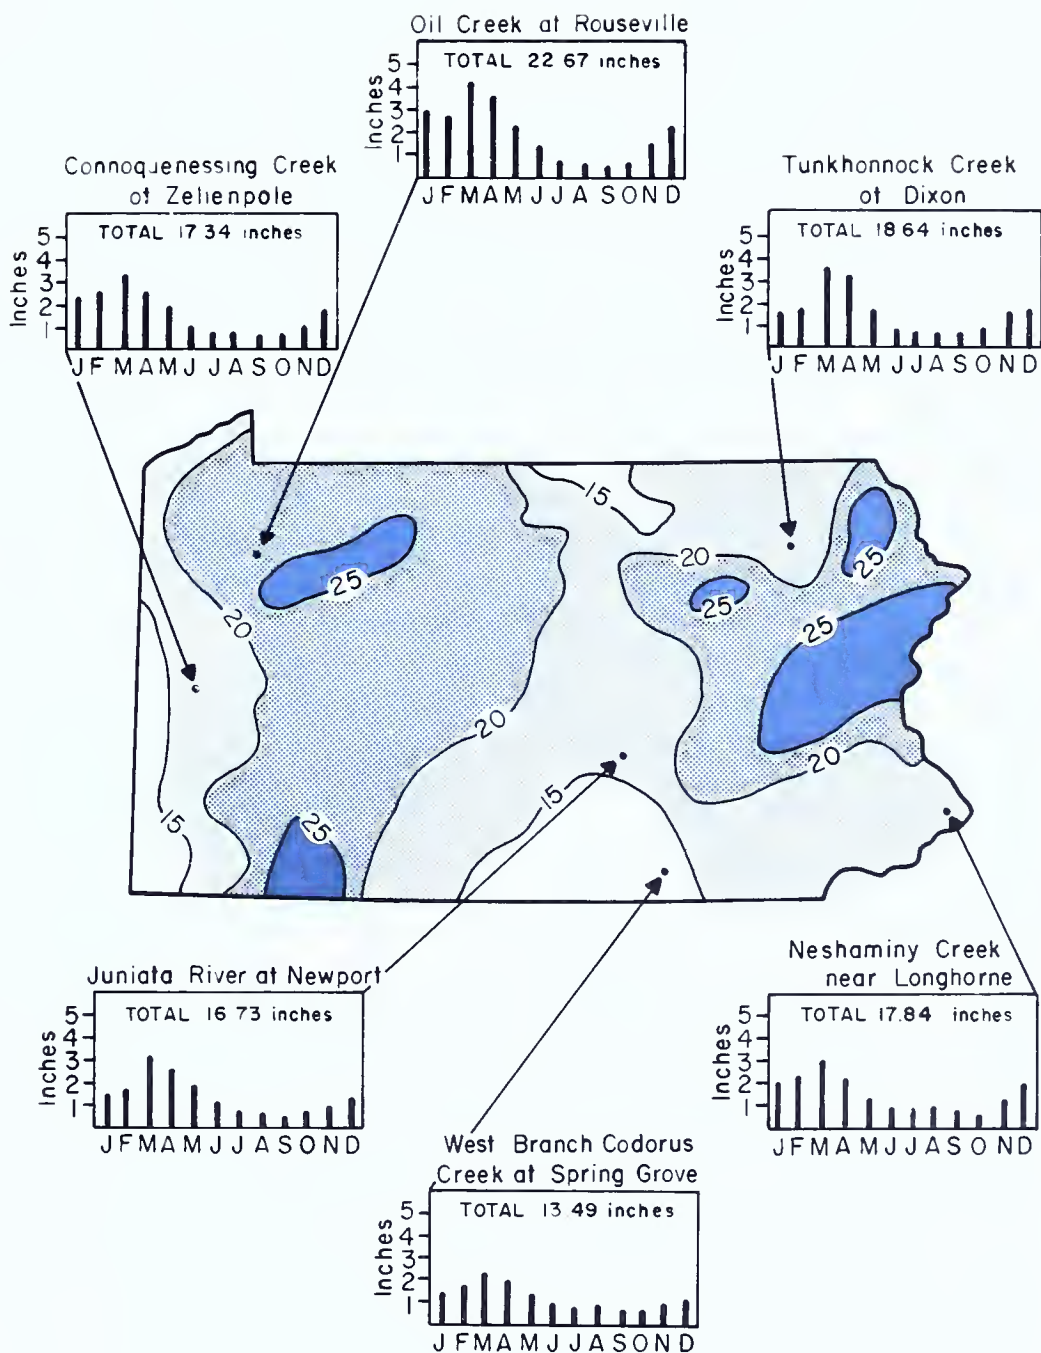 Oil Creek at Rouseville
TOTAL 22 67 inches
Inches
5
4
3
2
1
J F M A M J J A S O N D
Connoquenessing Creek
at Zelienpole
TOTAL 17 34 inches
Inches
5
4
3
2
1
J F M A M J J A S O N D
Tunkhonnock Creek
at Dixon
TOTAL 18 64 inches
Inches
5
4
3
2
1
J F M A M J J A S O N D
15
20
25
25
20
25
25
20
20
15
15
25
Juniata River at Newport
TOTAL 16 73 inches
Inches
5
4
3
2
1
J F M A M J J A S O N D
Neshaminy Creek
near Longhorne
TOTAL 17.84 inches
Inches
5
4
3
2
1
J F M A M J J A S O N D
West Branch Codorus
Creek at Spring Grove
TOTAL 13 49 inches
Inches
5
4
3
2
1
J F M A M J J A S O N D